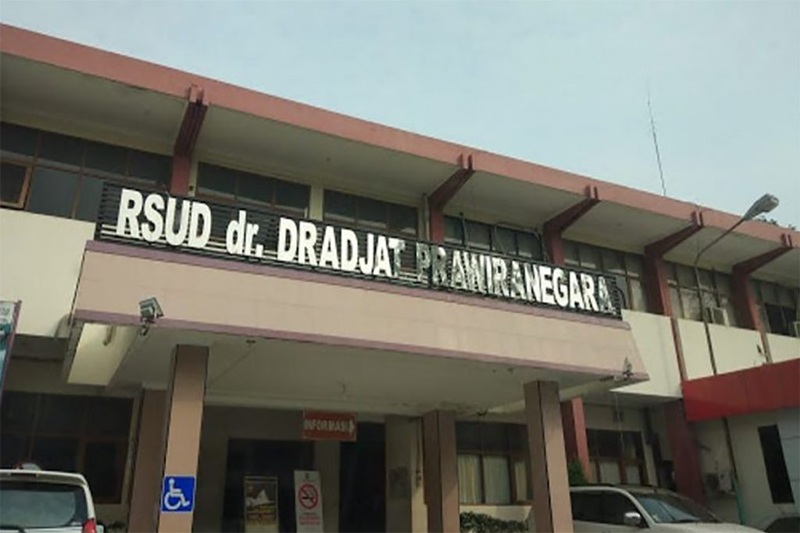 RSUD dr. DRADJAT PRAWIRANEGARA
INFORMASI